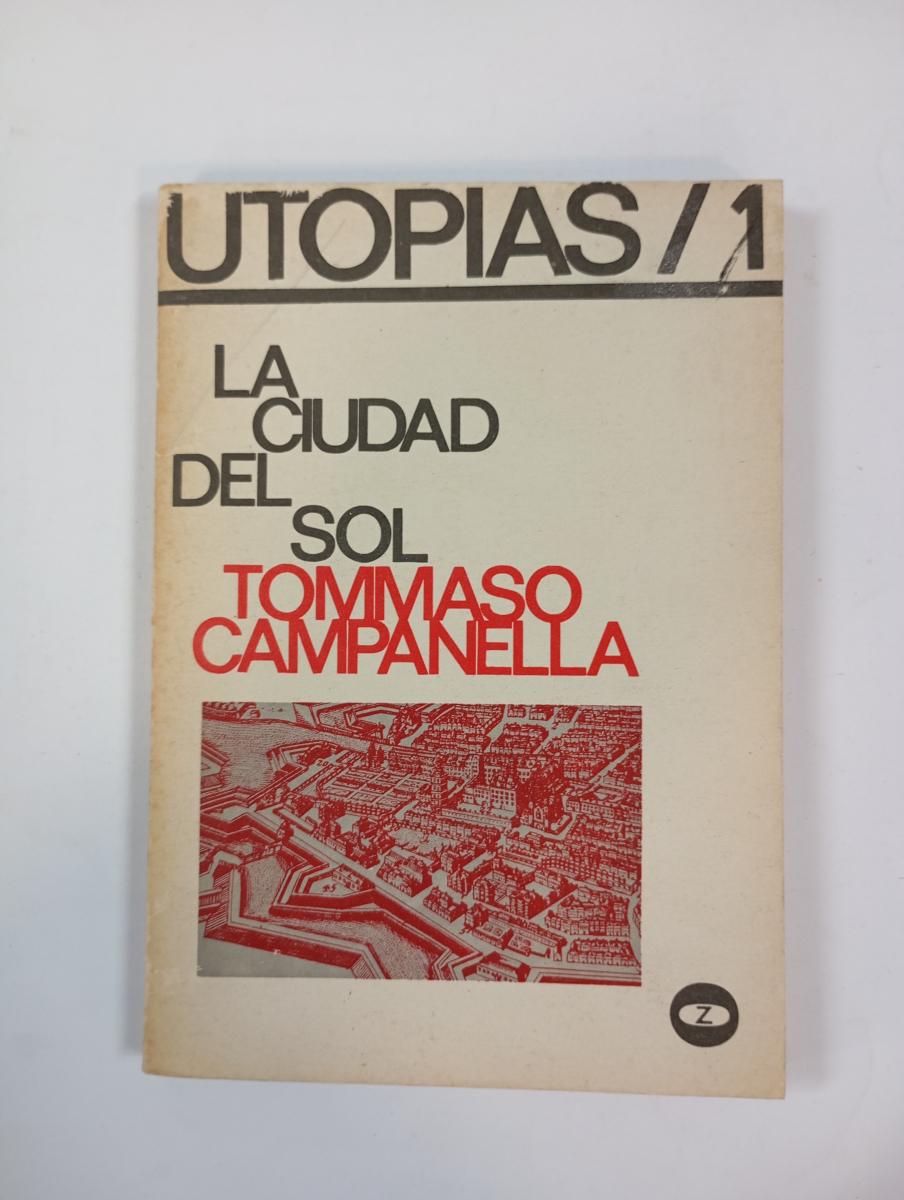 UTOPIAS/1
LA
CIUDAD
DEL
SOL
TOMMASO
CAMPANELLA
Z